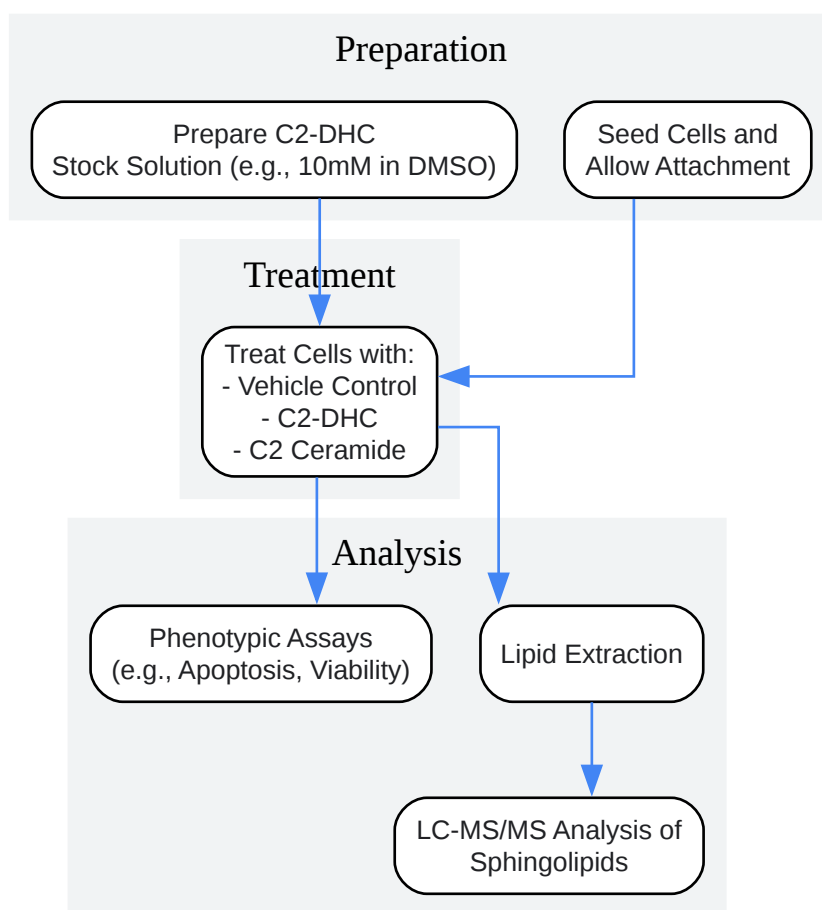 Preparation
Prepare C2-DHC
Stock Solution (e.g., 10mM in DMSO)
Seed Cells and
Allow Attachment
Treatment
Treat Cells with:
- Vehicle Control
- C2-DHC
- C2 Ceramide
Analysis
Phenotypic Assays
(e.g., Apoptosis, Viability)
Lipid Extraction
LC-MS/MS Analysis of
Sphingolipids